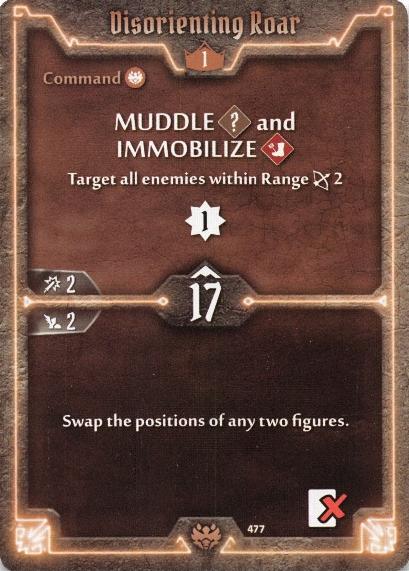 Disorienting Roar
1
Command
MUDDLE ? and
IMMOBILIZE
Target all enemies within Range 2
1
2
17
2
Swap the positions of any two figures.
477